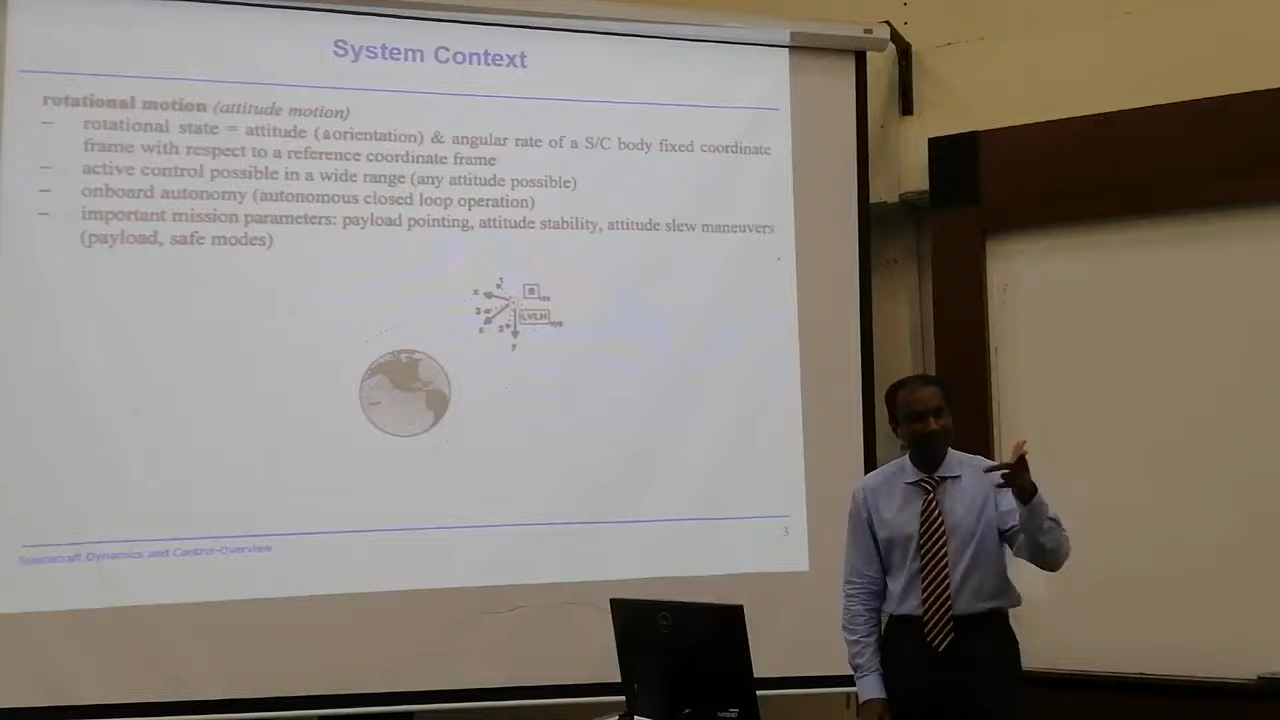 System Context
rotational motion (attitude motion)
– rotational state = attitude (≙orientation) & angular rate of a S/C body fixed coordinate
frame with respect to a reference coordinate frame
– active control possible in a wide range (any attitude possible)
– onboard autonomy (autonomous closed loop operation)
– important mission parameters: payload pointing, attitude stability, attitude slew maneuvers
(payload, safe modes)
x
B
LVLH
y
Spacecraft Dynamics and Control-Overview
3